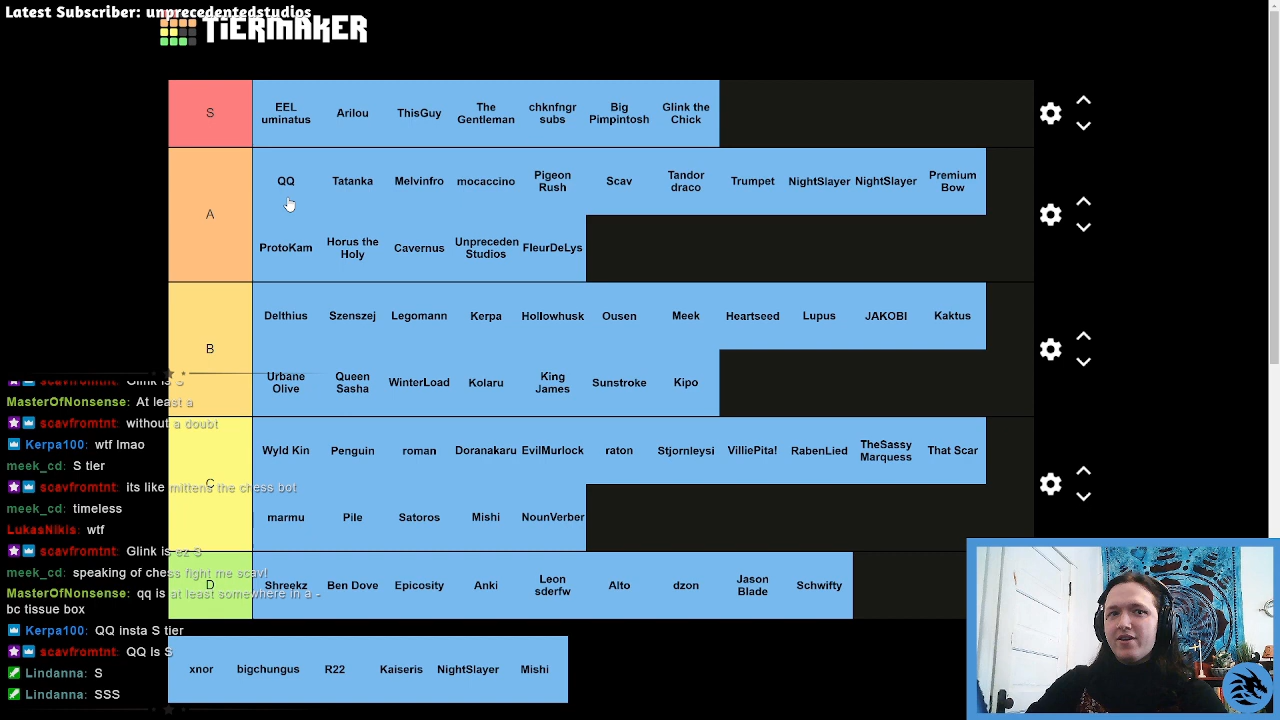 Latest Subscriber: unprecedentedstudios
TIERMAKER
S
EEL
uminatus
Arilou
ThisGuy
The
Gentleman
chknfngr
subs
Big
Pimpintosh
Glink the
Chick
A
QQ
Tatanka
Melvinfro
mocaccino
Pigeon
Rush
Scav
Tandor
draco
Trumpet
NightSlayer
NightSlayer
Premium
Bow
ProtoKam
Horus the
Holy
Cavernus
Unpreceden
Studios
FleurDeLys
B
Delthius
Szenszej
Legomann
Kerpa
Hollowhusk
Ousen
Meek
Heartseed
Lupus
JAKOBI
Kaktus
Urbane
Olive
Queen
Sasha
WinterLoad
Kolaru
King
James
Sunstroke
Kipo
C
Wyld Kin
Penguin
roman
Doranakaru
EvilMurlock
raton
Stjornleysi
VilliePita!
RabenLied
TheSassy
Marquess
That Scar
marmu
Pile
Satoros
Mishi
NounVerber
D
Shreekz
Ben Dove
Epicosity
Anki
Leon
sderfw
Alto
dzon
Jason
Blade
Schwifty
xnor
bigchungus
R22
Kaiseris
NightSlayer
Mishi
scavfromtnt: Glink is S
MasterOfNonsense: At least a
scavfromtnt: without a doubt
Kerpa100: wtf lmao
meek_cd: S tier
scavfromtnt: its like mittens the chess bot
meek_cd: timeless
LukasNikis: wtf
scavfromtnt: Glink is ez 3
meek_cd: speaking of chess fight me scav!
MasterOfNonsense: qq is at least somewhere in a -
bc tissue box
Kerpa100: QQ insta S tier
scavfromtnt: QQ is S
Lindanna: S
Lindanna: SSS